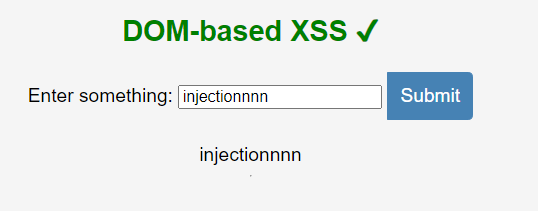 DOM-based XSS ✔
Enter something: injectionnnn Submit
injectionnnn